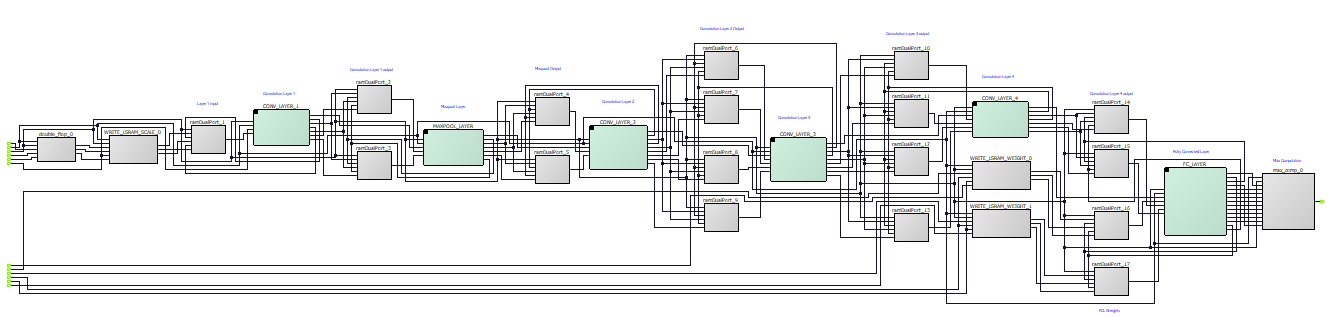 double_flop_0
WRITE_LSRAM_SCALE_0
Layer 1 input
ramDualPort_1
Convolution Layer 1
CONV_LAYER_1
Convolution Layer 1 output
ramDualPort_2
ramDualPort_3
Maxpool Layer
MAXPOOL_LAYER
Maxpool Output
ramDualPort_4
ramDualPort_5
Convolution Layer 2
CONV_LAYER_2
Convolution Layer 2 Output
ramDualPort_6
ramDualPort_7
ramDualPort_8
ramDualPort_9
Convolution Layer 3
CONV_LAYER_3
Convolution Layer 3 output
ramDualPort_10
ramDualPort_11
ramDualPort_12
ramDualPort_13
Convolution Layer 4
CONV_LAYER_4
WRITE_LSRAM_WEIGHT_0
WRITE_LSRAM_WEIGHT_1
Convolution Layer 4 output
ramDualPort_14
ramDualPort_15
ramDualPort_16
ramDualPort_17
Weights
Fully Connected Layer
FC_LAYER
Max Computation
max_comp_0